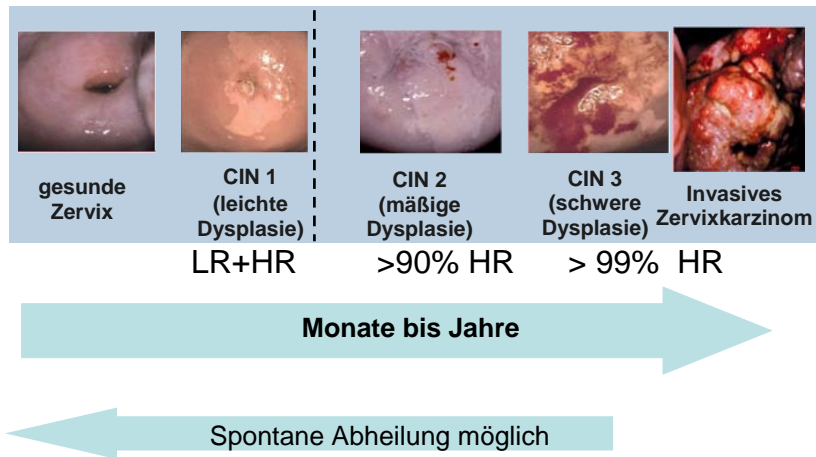 gesunde
Zervix
CIN 1
(leichte
Dysplasie)
CIN 2
(mäßige
Dysplasie)
CIN 3
(schwere
Dysplasie)
Invasives
Zervixkarzinom
LR+HR
>90% HR
> 99% HR
Monate bis Jahre
Spontane Abheilung möglich